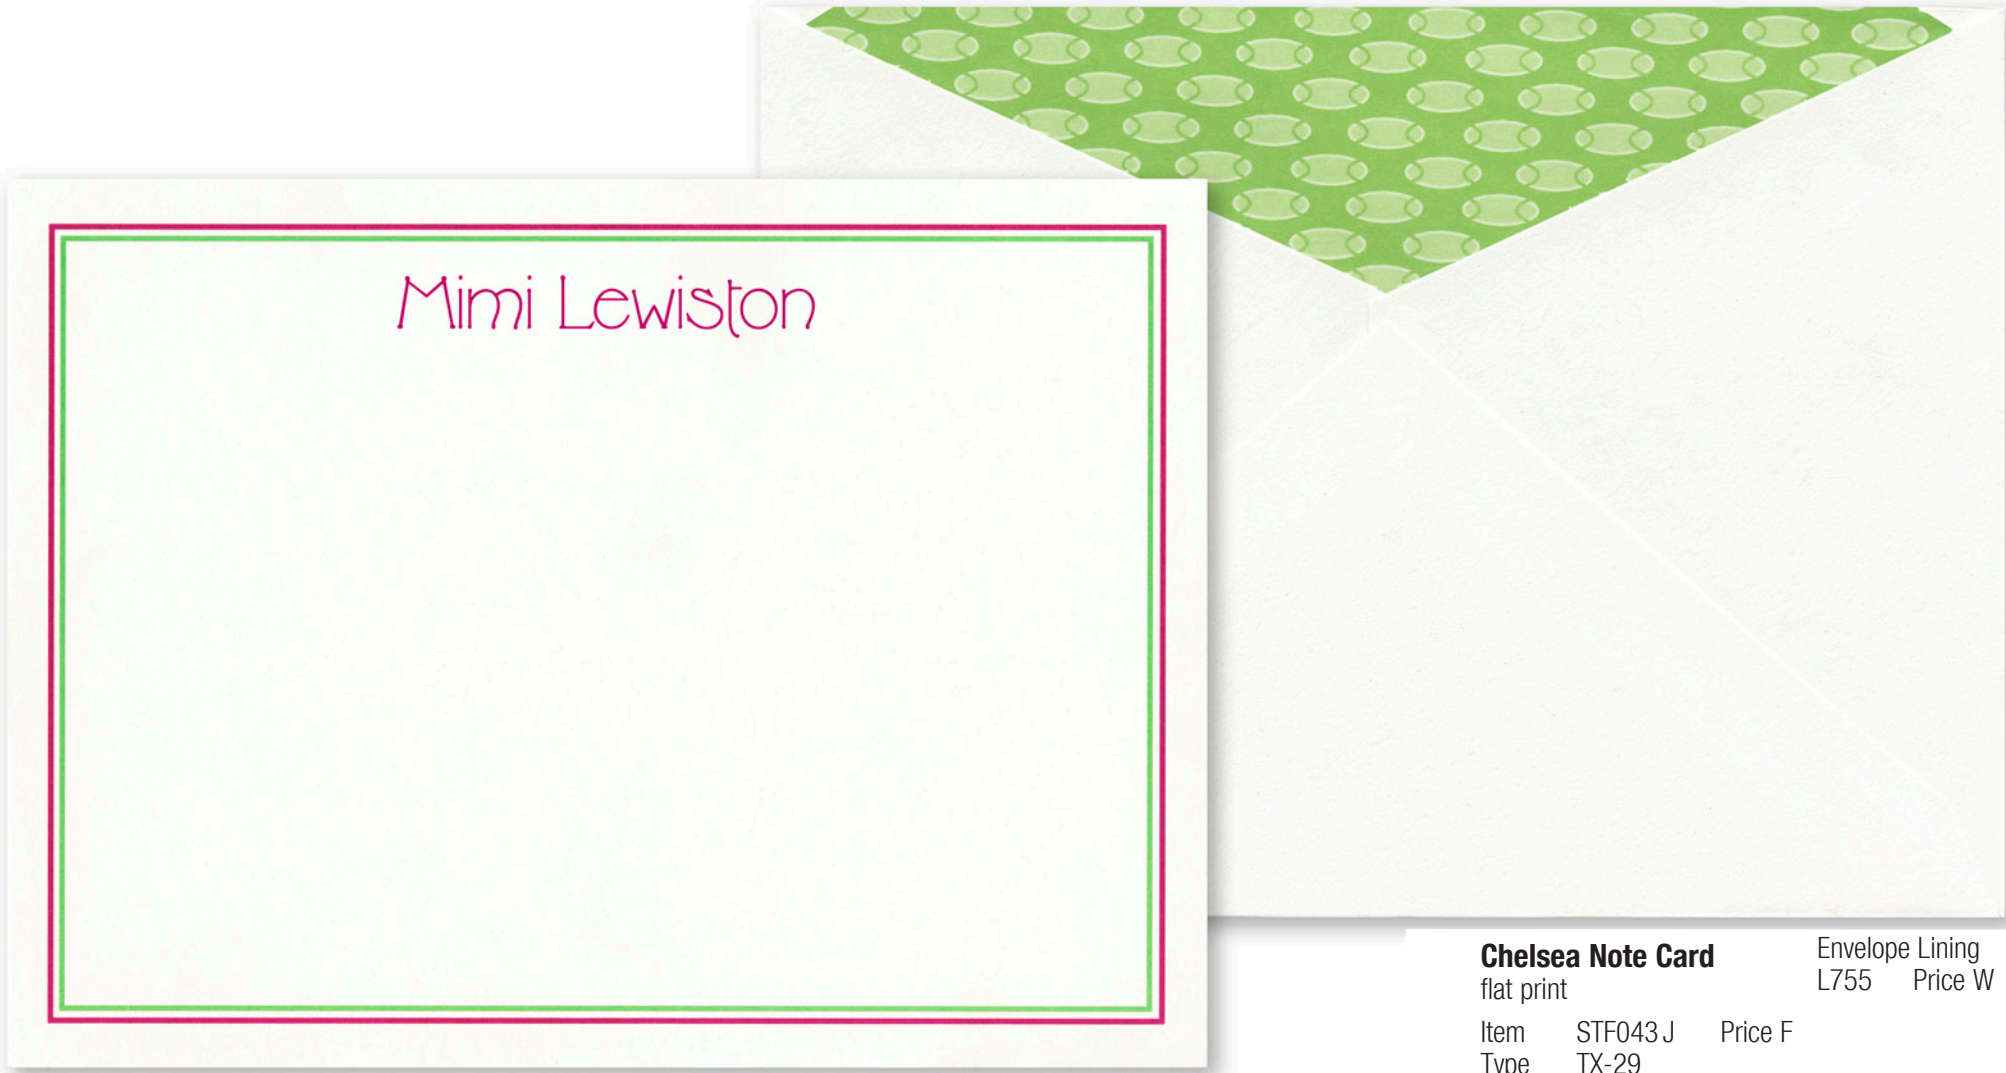 Mimi Lewiston
Chelsea Note Card
flat print
Item STF043 J Price F
Type TX-29
Envelope Lining
L755 Price W